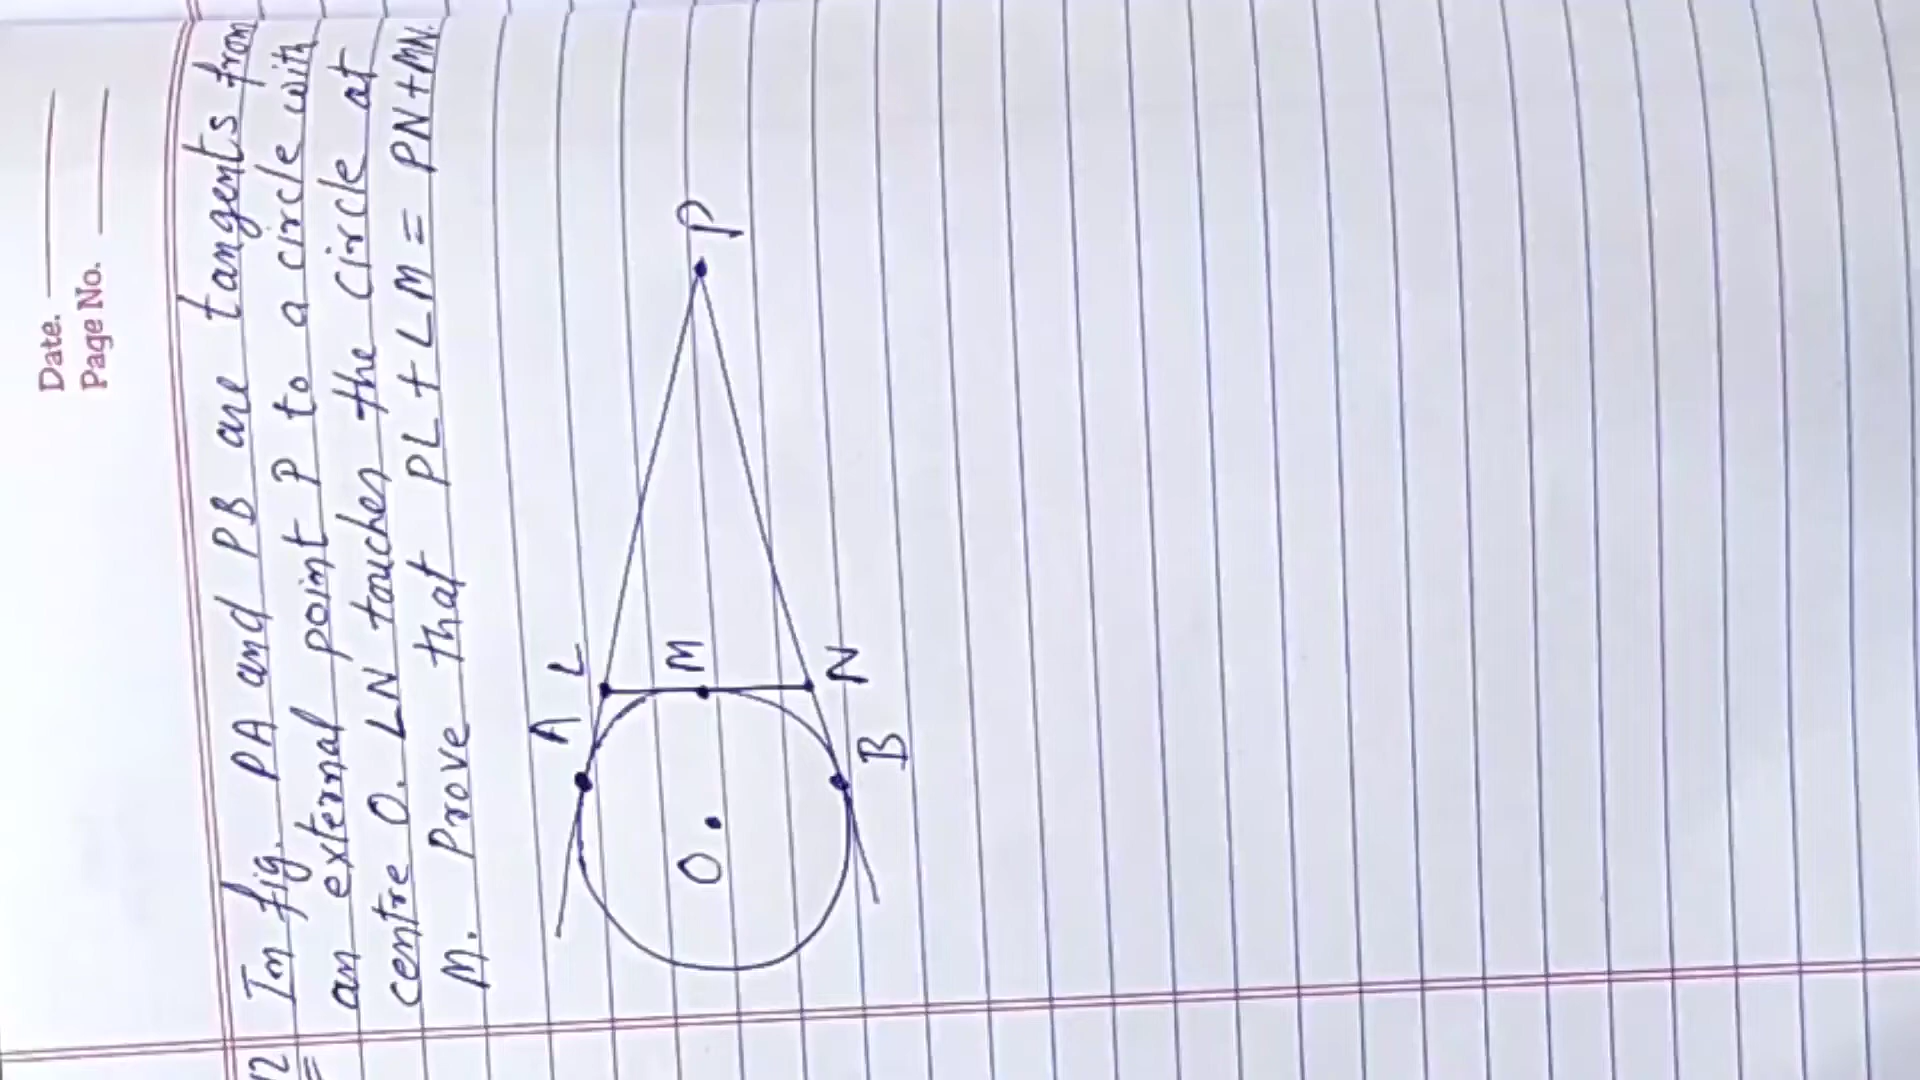 Date.
Page No.
12 In fig. PA and PB are tangents from
an external point P to a circle with
centre O. LN touches the circle at
M. Prove that PL + LM = PN + MN.
A
L
M
P
O
N
B